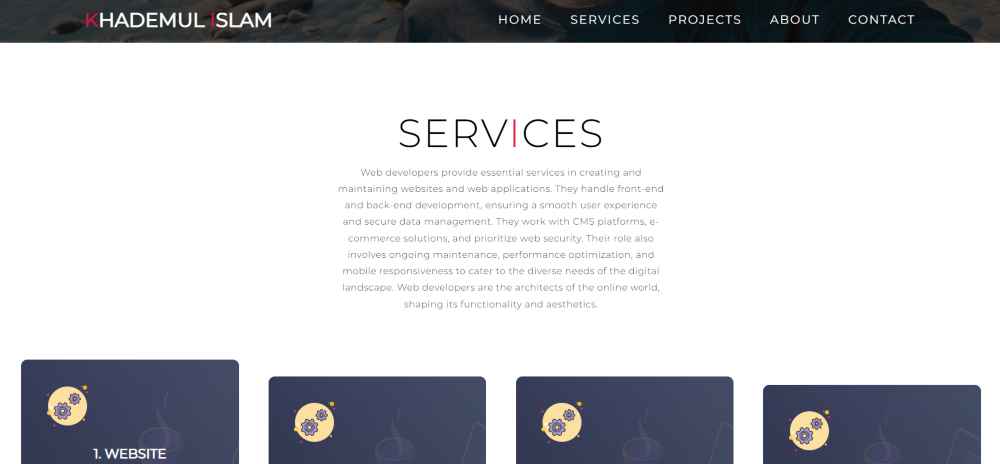 KHADEMUL ISLAM
HOME SERVICES PROJECTS ABOUT CONTACT
SERVICES
Web developers provide essential services in creating and
maintaining websites and web applications. They handle front-end
and back-end development, ensuring a smooth user experience
and secure data management. They work with CMS platforms, e-
commerce solutions, and prioritize web security. Their role also
involves ongoing maintenance, performance optimization, and
mobile responsiveness to cater to the diverse needs of the digital
landscape. Web developers are the architects of the online world,
shaping its functionality and aesthetics.
1. WEBSITE